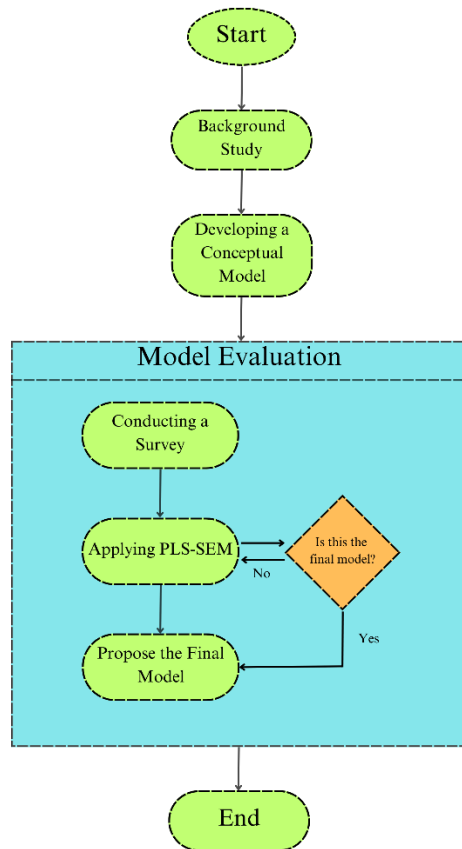 Start
Background
Study
Developing a
Conceptual
Model
Model Evaluation
Conducting a
Survey
Applying PLS-SEM
Is this the
final model?
No
Yes
Propose the Final
Model
End